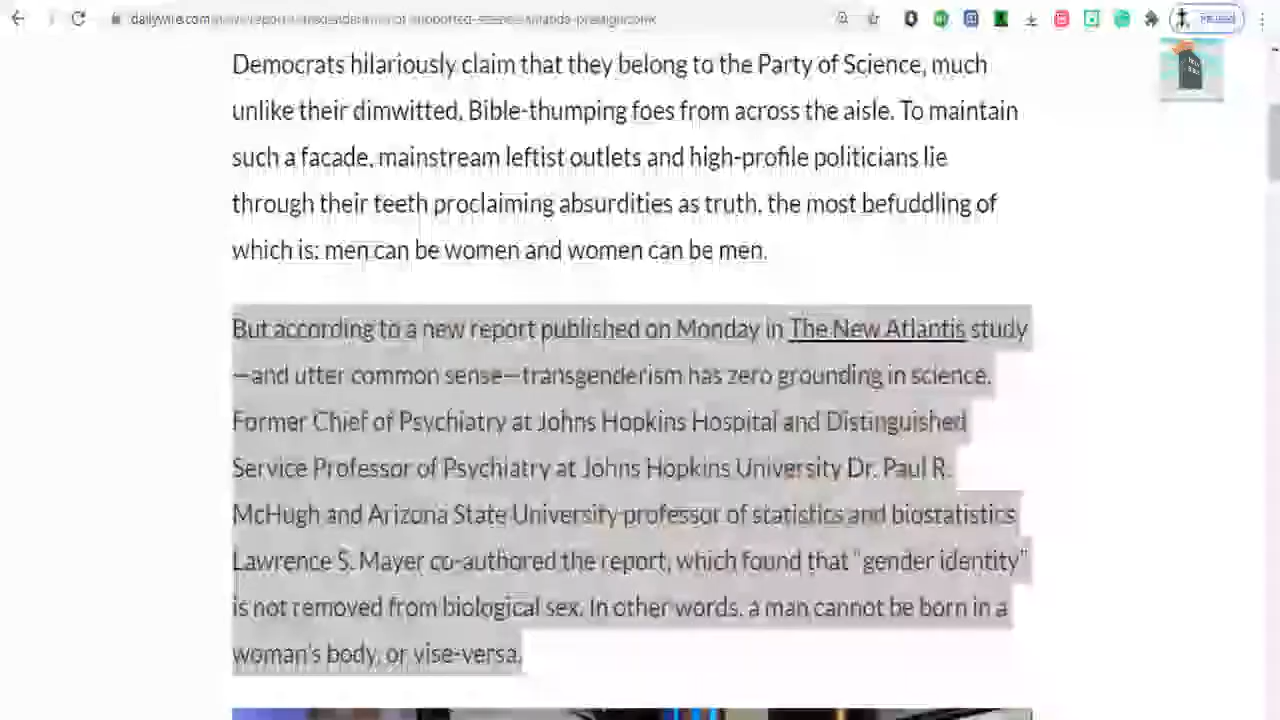 Democrats hilariously claim that they belong to the Party of Science, much
unlike their dimwitted, Bible-thumping foes from across the aisle. To maintain
such a facade, mainstream leftist outlets and high-profile politicians lie
through their teeth proclaiming absurdities as truth, the most befuddling of
which is: men can be women and women can be men.
But according to a new report published on Monday in The New Atlantis study
—and utter common sense—transgenderism has zero grounding in science.
Former Chief of Psychiatry at Johns Hopkins Hospital and Distinguished
Service Professor of Psychiatry at Johns Hopkins University Dr. Paul R.
McHugh and Arizona State University professor of statistics and biostatistics
Lawrence S. Mayer co-authored the report, which found that "gender identity"
is not removed from biological sex. In other words, a man cannot be born in a
woman's body, or vise-versa.